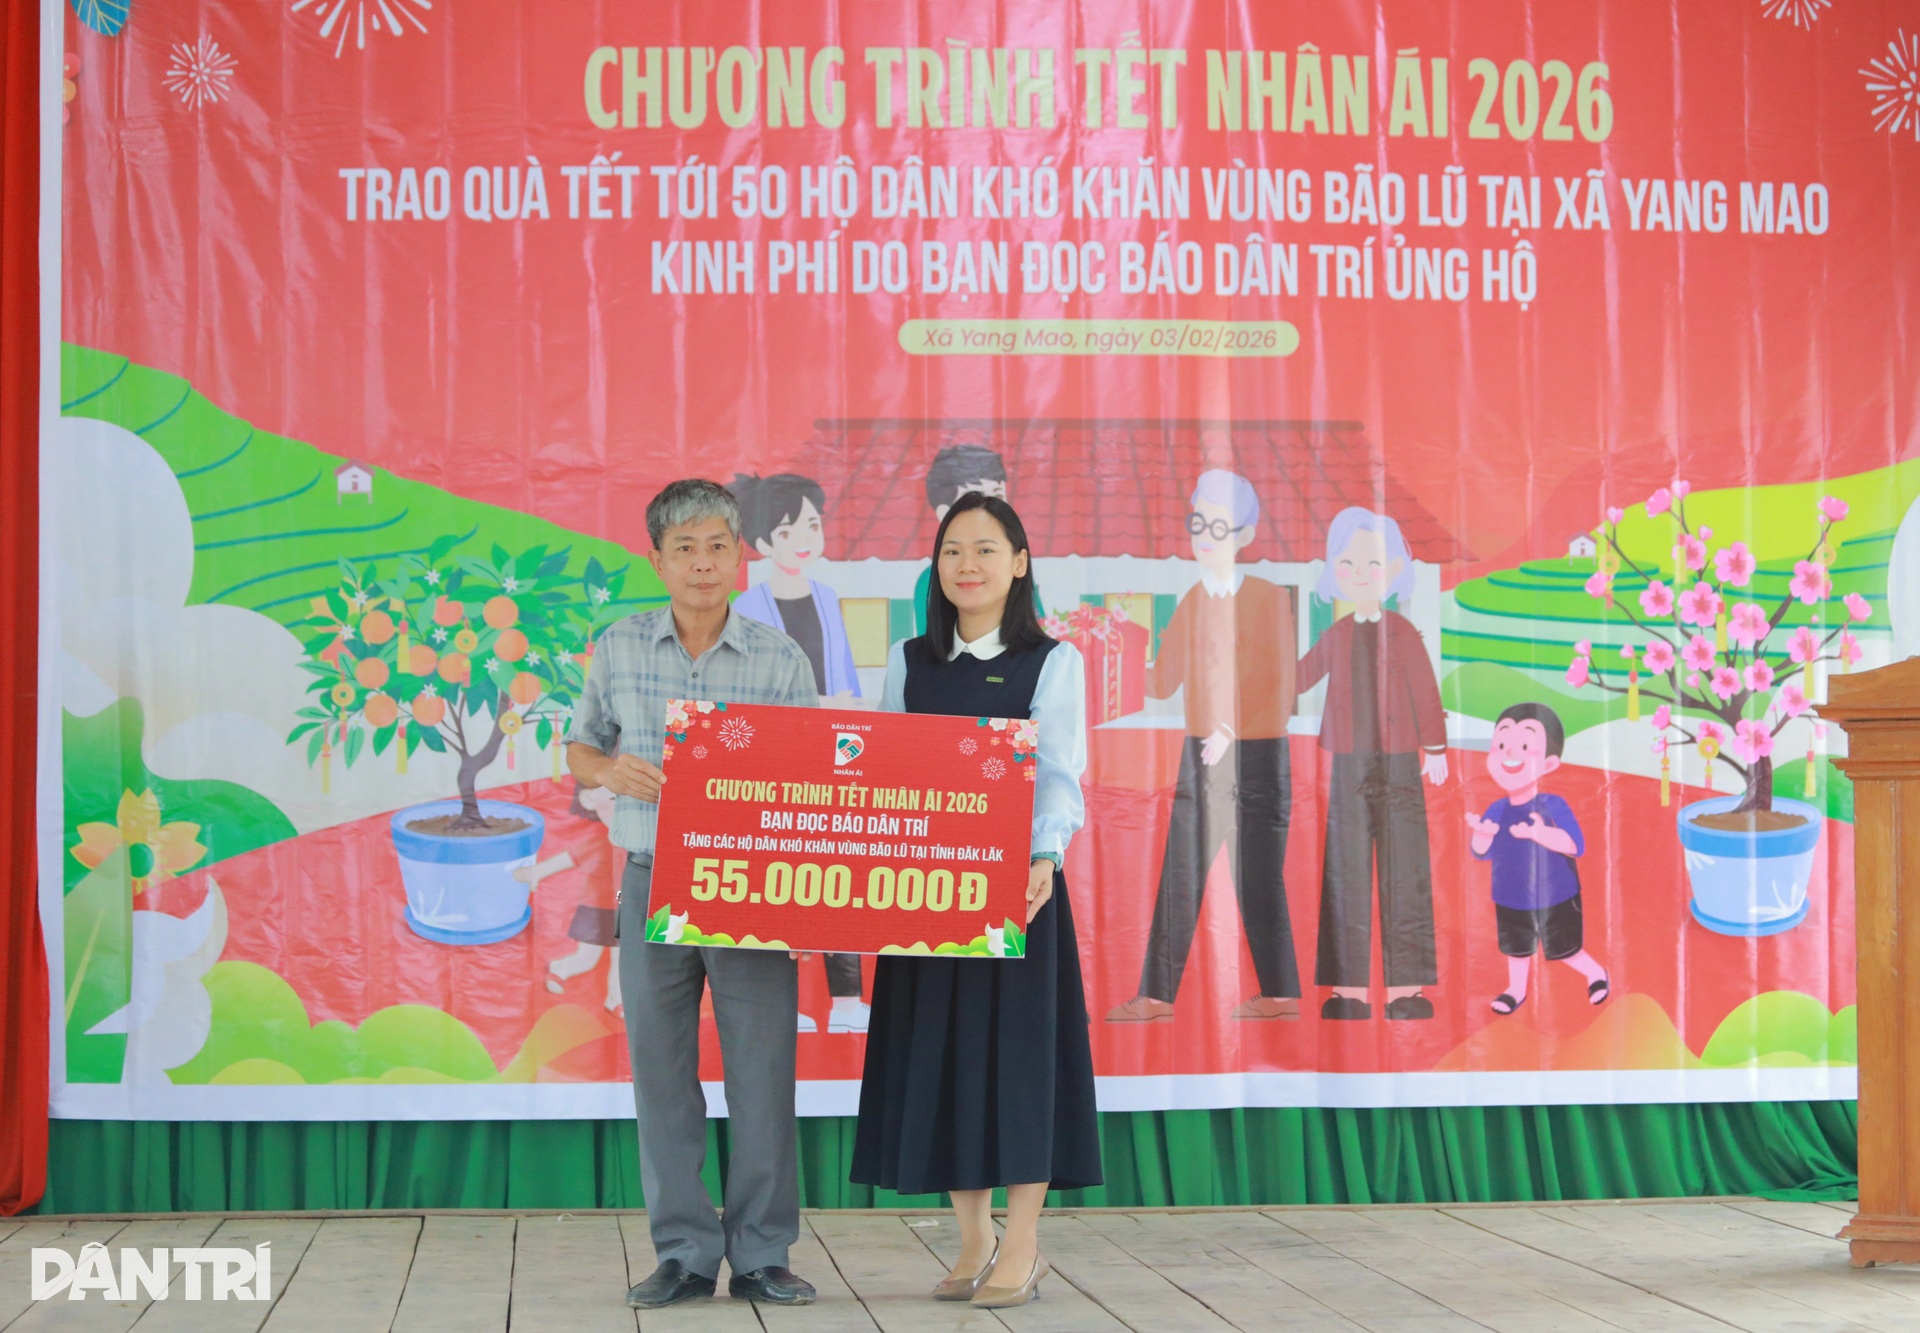 CHƯƠNG TRÌNH TẾT NHÂN ÁI 2026
TRAO QUÀ TẾT TỚI 50 HỘ DÂN KHÓ KHĂN VÙNG BÃO LŨ TẠI XÃ YANG MAO
KINH PHÍ DO BẠN ĐỌC BÁO DÂN TRÍ ỦNG HỘ
Xã Yang Mao, ngày 03/02/2026
BÁO DÂN TRÍ
NHÂN ÁI
CHƯƠNG TRÌNH TẾT NHÂN ÁI 2026
BẠN ĐỌC BÁO DÂN TRÍ
TẶNG CÁC HỘ DÂN KHÓ KHĂN VÙNG BÃO LŨ TẠI TỈNH ĐẮK LẮK
55.000.000Đ
DÂN TRÍ